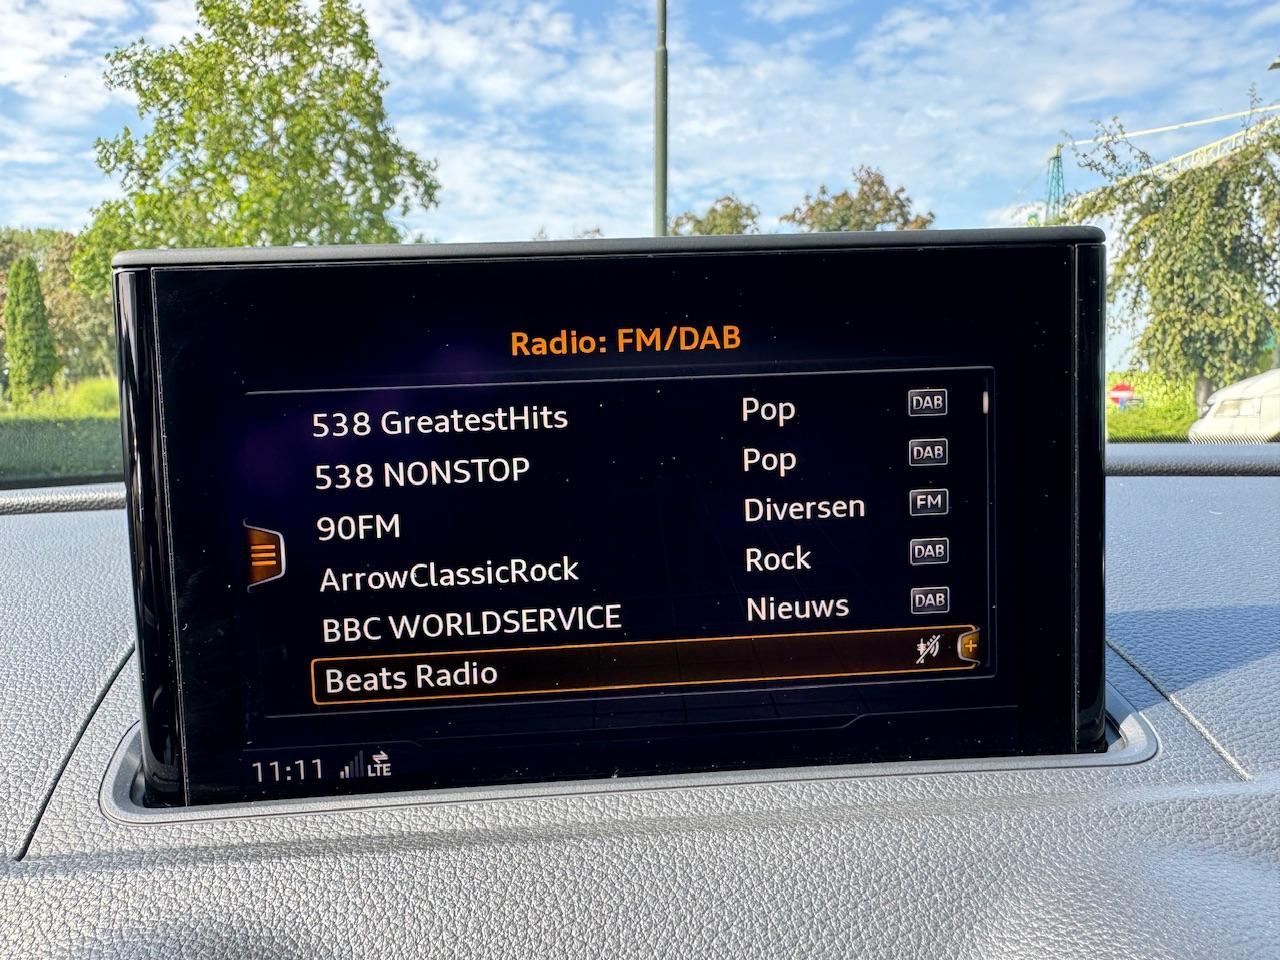 Radio: FM/DAB
538 GreatestHits Pop DAB
538 NONSTOP Pop DAB
90FM Diversen FM
ArrowClassicRock Rock DAB
BBC WORLDSERVICE Nieuws DAB
Beats Radio +
11:11 LTE